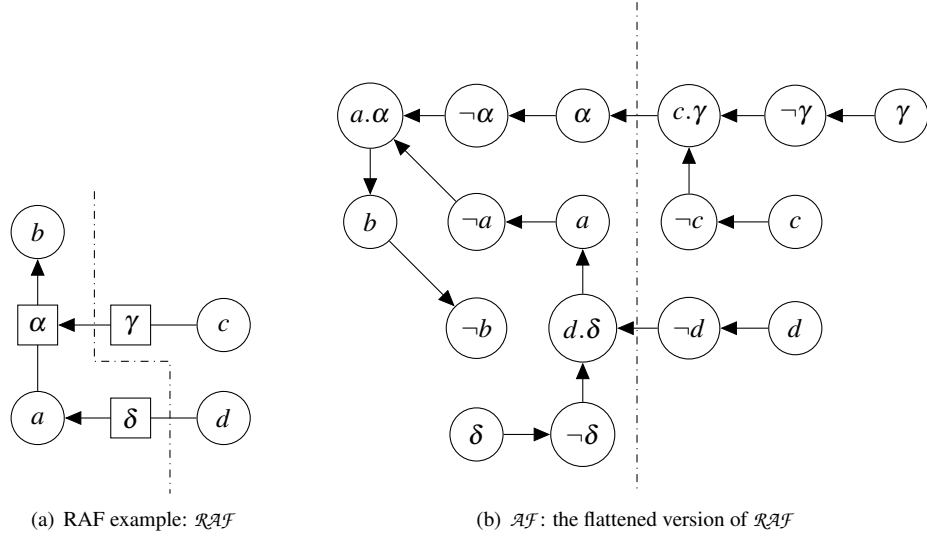 a.α ¬α α c.γ ¬γ γ
b b ¬a a ¬c c
α γ c ¬b d.δ ¬d d
a δ d δ ¬δ
(a) RAF example: RAF (b) AF: the flattened version of RAF